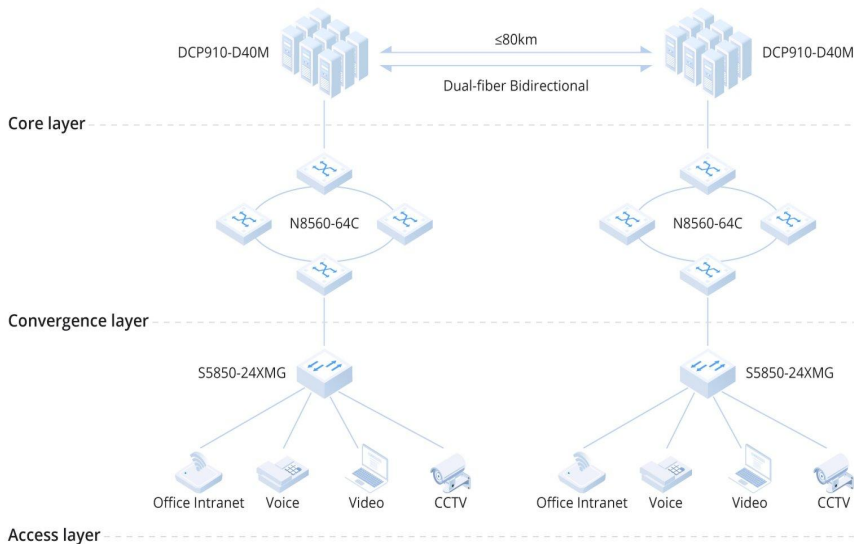 DCP910-D40M
≤80km
DCP910-D40M
Dual-fiber Bidirectional
Core layer
N8560-64C
N8560-64C
Convergence layer
S5850-24XMG
S5850-24XMG
Office Intranet
Voice
Video
CCTV
Office Intranet
Voice
Video
CCTV
Access layer